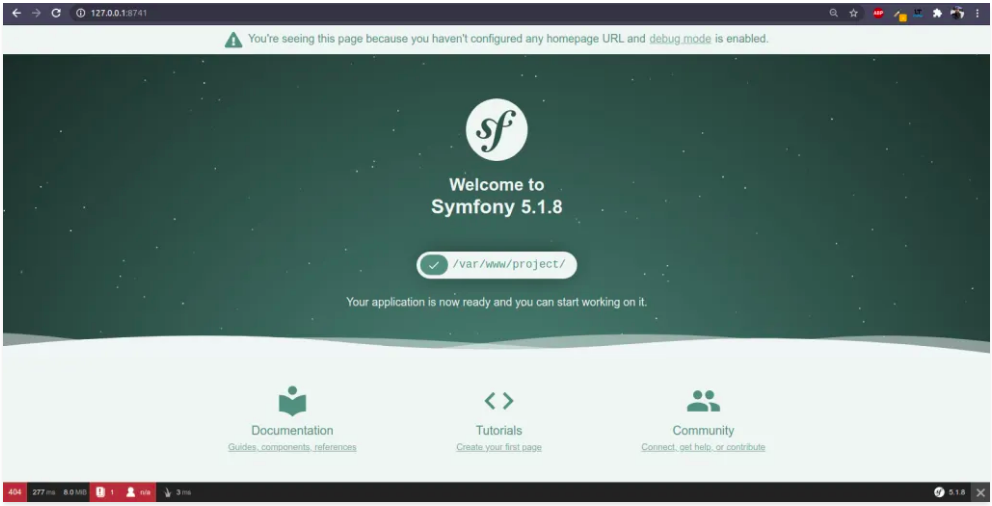 127.0.0.1:8741
You're seeing this page because you haven't configured any homepage URL and debug mode is enabled.
sf
Welcome to
Symfony 5.1.8
/var/www/project/
Your application is now ready and you can start working on it.
Documentation
Guides, components, references
Tutorials
Create your first page
Community
Connect, get help, or contribute
404 277 ms 8.0 MiB 1 n/a 3 ms sf 5.1.8